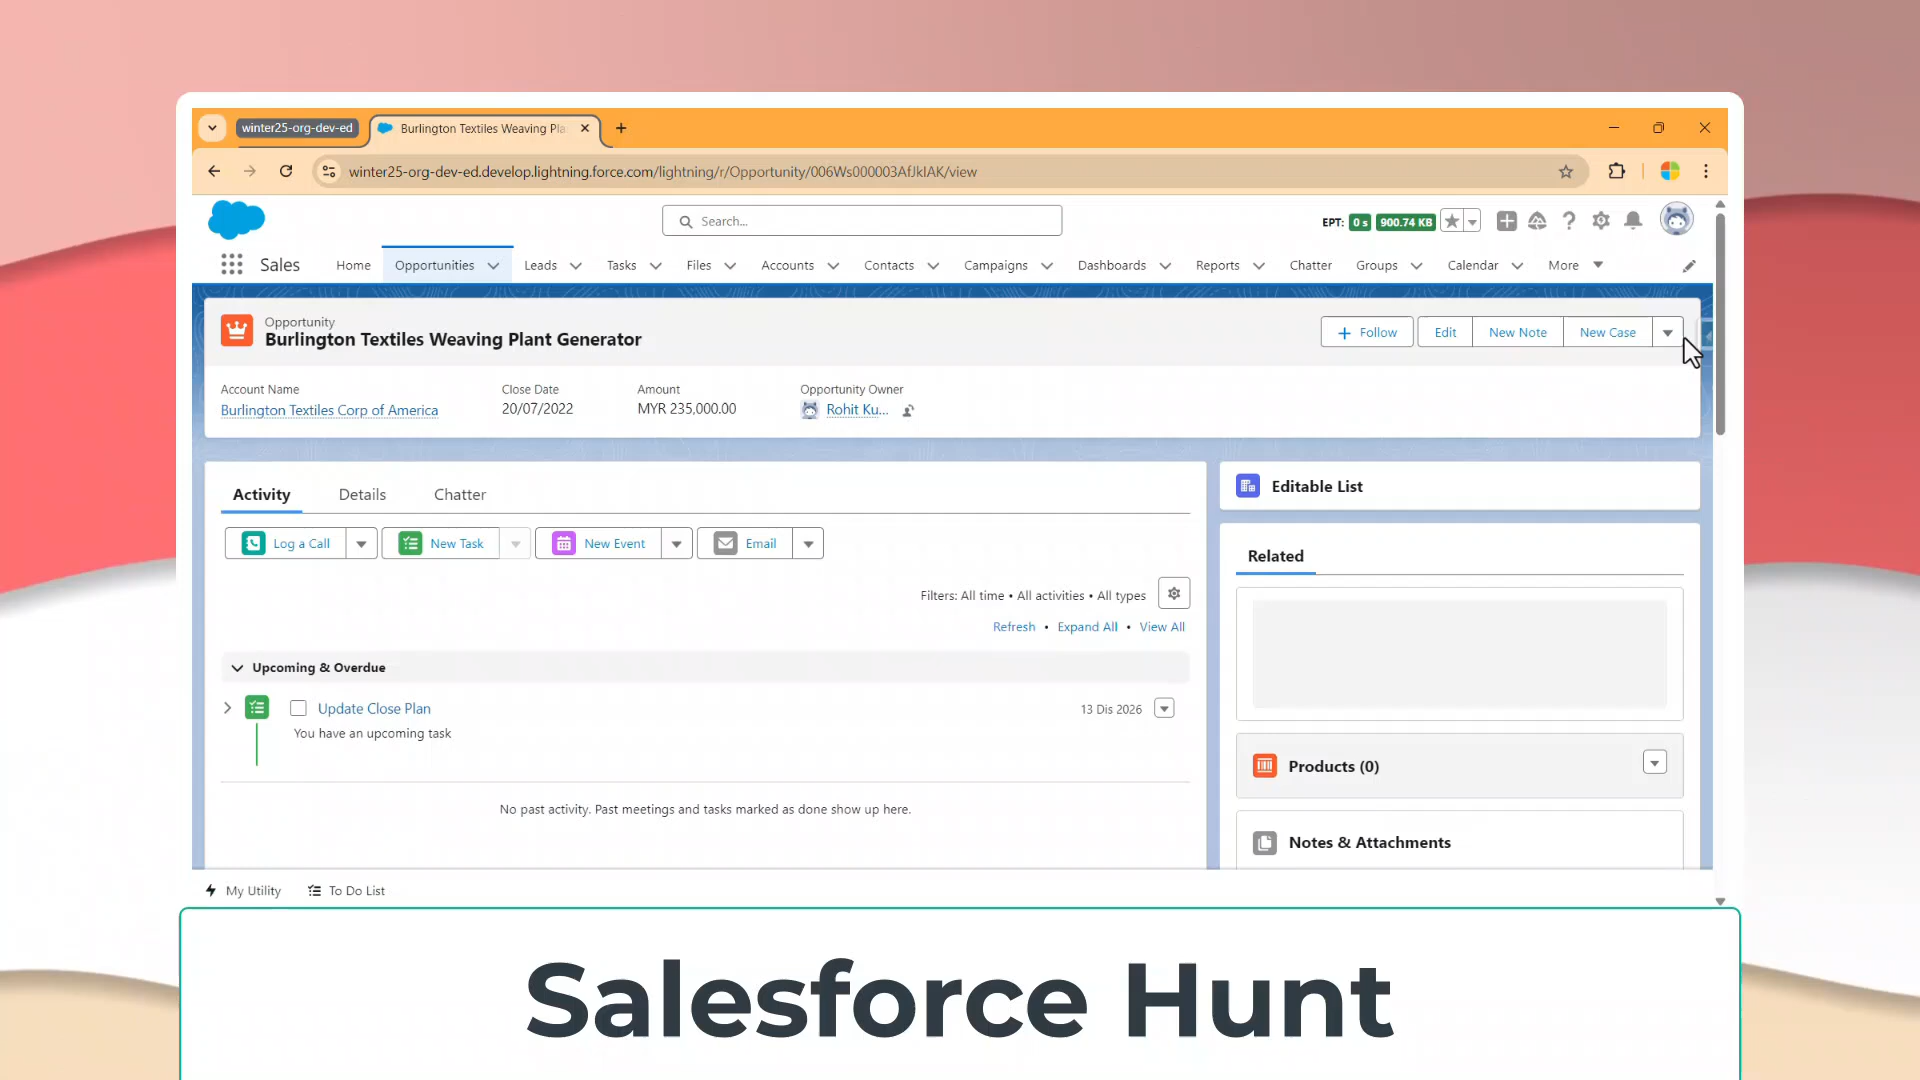 winter25-org-dev-ed
Burlington Textiles Weaving Pla
winter25-org-dev-ed.develop.lightning.force.com/lightning/r/Opportunity/006Ws000003AfJkIAK/view
Search...
EPT: 0 s 900.74 KB
Sales
Home Opportunities Leads Tasks Files Accounts Contacts Campaigns Dashboards Reports Chatter Groups Calendar More
Opportunity
Burlington Textiles Weaving Plant Generator
Follow Edit New Note New Case
Account Name Close Date Amount Opportunity Owner
Burlington Textiles Corp of America 20/07/2022 MYR 235,000.00 Rohit Ku...
Activity Details Chatter
Log a Call New Task New Event Email
Filters: All time • All activities • All types
Refresh • Expand All • View All
Upcoming & Overdue
Update Close Plan 13 Dis 2026
You have an upcoming task
No past activity. Past meetings and tasks marked as done show up here.
Editable List
Related
Products (0)
Notes & Attachments
My Utility To Do List
Salesforce Hunt